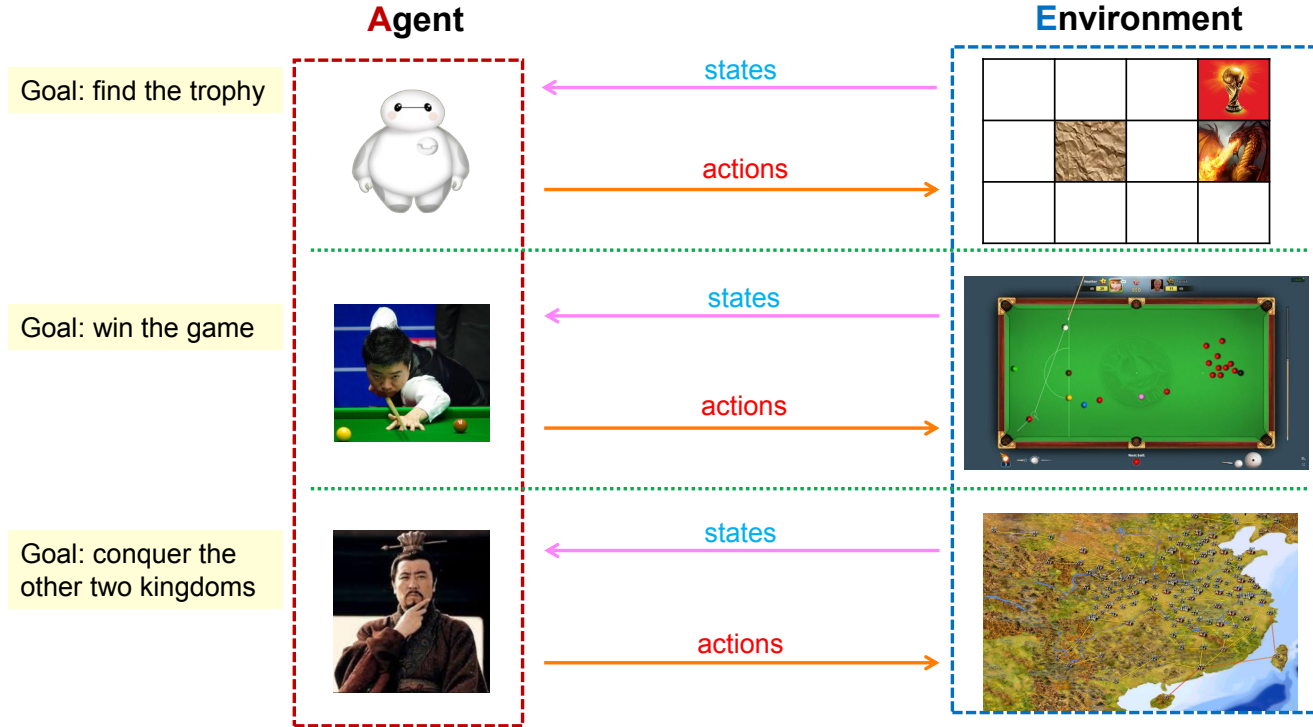 Agent
Environment
Goal: find the trophy
states
actions
Goal: win the game
states
actions
Goal: conquer the
other two kingdoms
states
actions